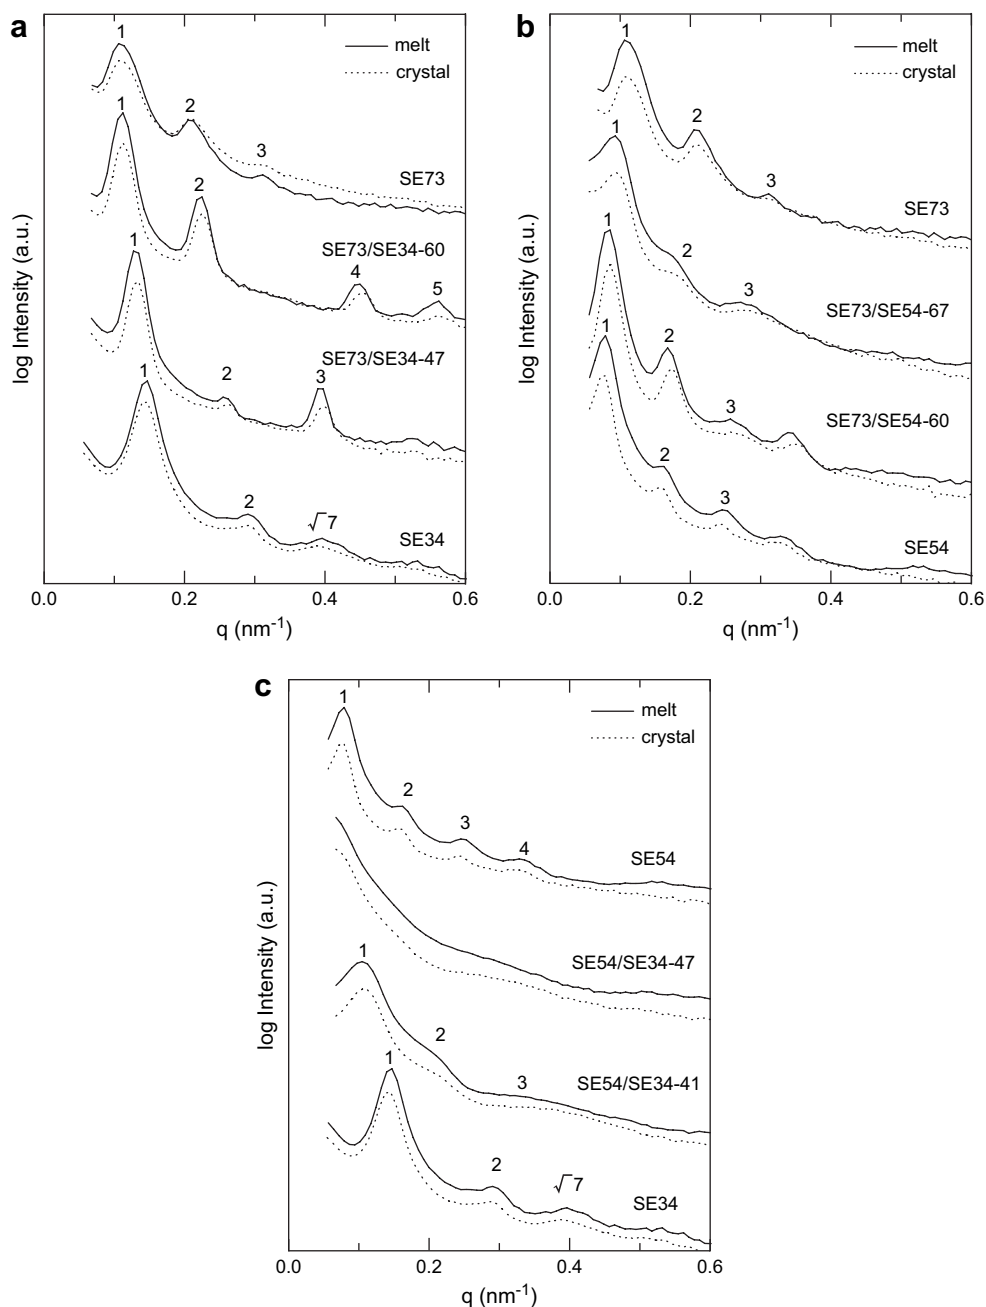 a
1
melt
crystal
2
3
SE73
1
2
SE73/SE34-60
4
5
1
SE73/SE34-47
2
3
1
2
√7
SE34
log Intensity (a.u.)
0.0 0.2 0.4 0.6
q (nm-1)
b
1
melt
crystal
2
3
SE73
1
2
3
SE73/SE54-67
1
2
3
SE73/SE54-60
1
2
3
SE54
log Intensity (a.u.)
0.0 0.2 0.4 0.6
q (nm-1)
c
1
melt
crystal
2
3
4
SE54
SE54/SE34-47
1
2
3
SE54/SE34-41
1
2
√7
SE34
log Intensity (a.u.)
0.0 0.2 0.4 0.6
q (nm-1)